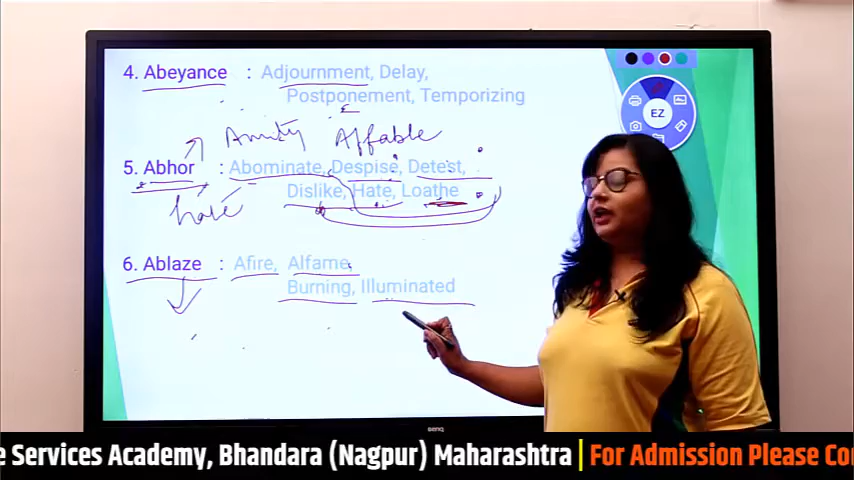 4. Abeyance : Adjournment, Delay,
Postponement, Temporizing
Amity Affable
5. Abhor : Abominate, Despise, Detest,
Dislike, Hate, Loathe
hate
6. Ablaze : Afire, Alfame,
Burning, Illuminated
EZ
BenQ
e Services Academy, Bhandara (Nagpur) Maharashtra | For Admission Please Co